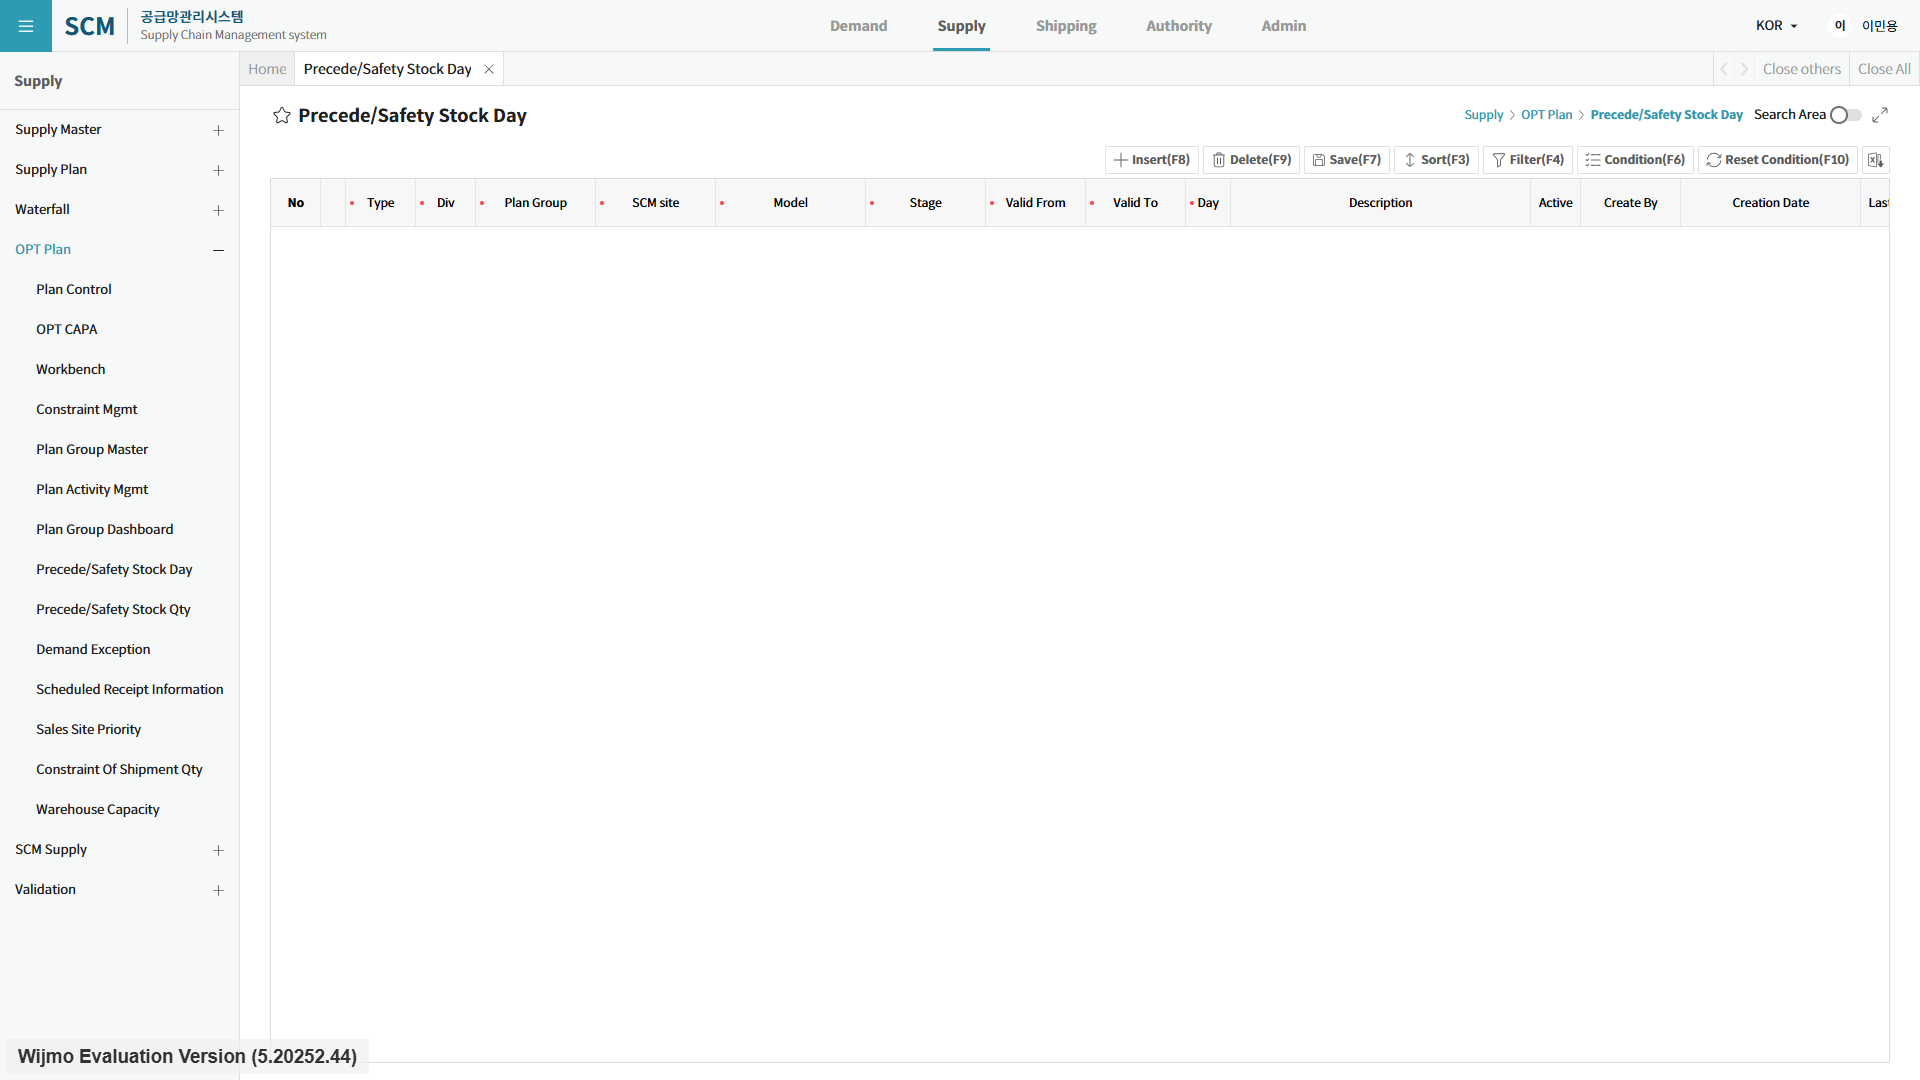 SCM
공급망관리시스템
Supply Chain Management system
Demand
Supply
Shipping
Authority
Admin
KOR
이
이민용
Supply
Home
Precede/Safety Stock Day
Close others
Close All
Supply Master
Supply Plan
Waterfall
OPT Plan
Plan Control
OPT CAPA
Workbench
Constraint Mgmt
Plan Group Master
Plan Activity Mgmt
Plan Group Dashboard
Precede/Safety Stock Day
Precede/Safety Stock Qty
Demand Exception
Scheduled Receipt Information
Sales Site Priority
Constraint Of Shipment Qty
Warehouse Capacity
SCM Supply
Validation
Precede/Safety Stock Day
Supply > OPT Plan > Precede/Safety Stock Day
Search Area
Insert(F8)
Delete(F9)
Save(F7)
Sort(F3)
Filter(F4)
Condition(F6)
Reset Condition(F10)
No
Type
Div
Plan Group
SCM site
Model
Stage
Valid From
Valid To
Day
Description
Active
Create By
Creation Date
Las
Wijmo Evaluation Version (5.20252.44)